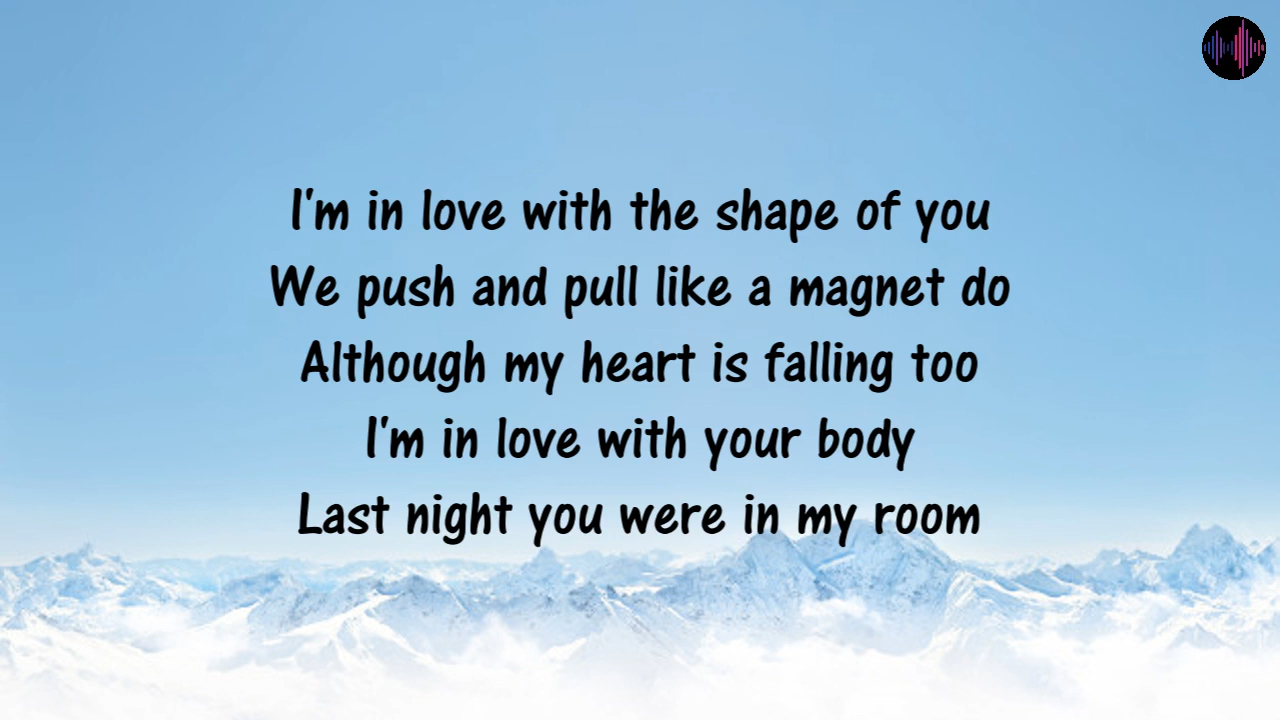 I'm in love with the shape of you
We push and pull like a magnet do
Although my heart is falling too
I'm in love with your body
Last night you were in my room